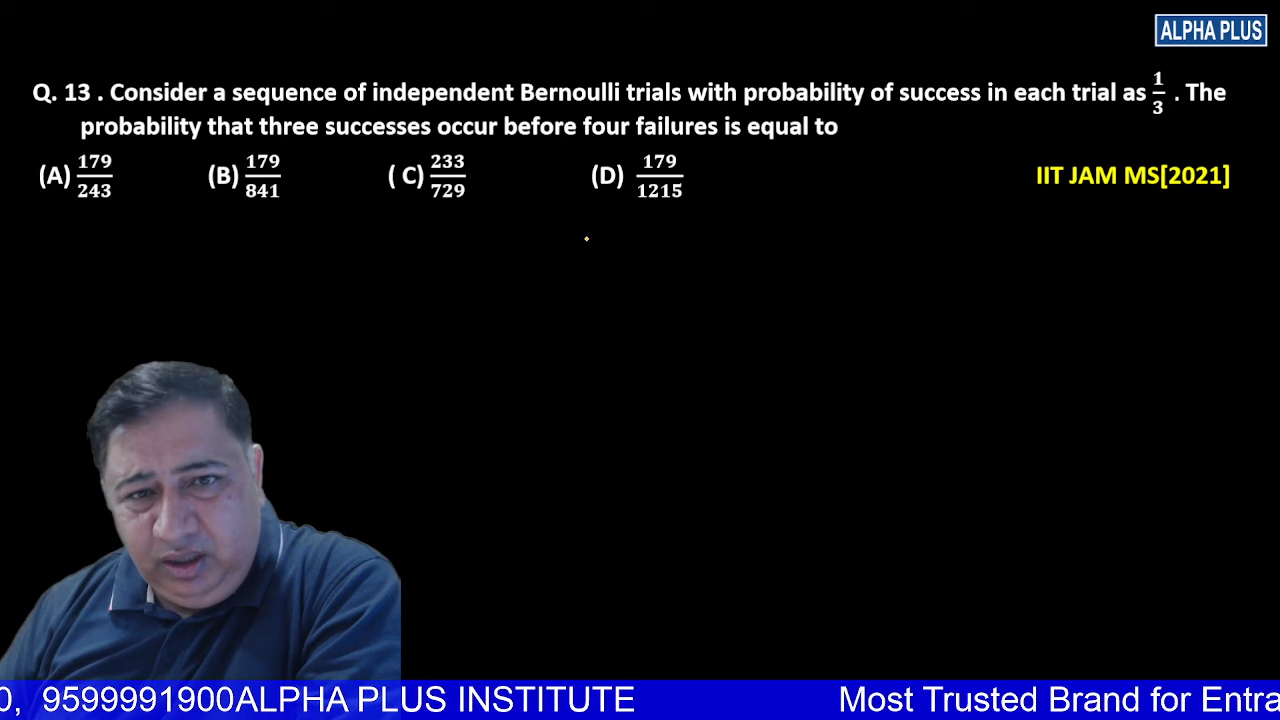 ALPHA PLUS
Q. 13 . Consider a sequence of independent Bernoulli trials with probability of success in each trial as 1/3 . The
probability that three successes occur before four failures is equal to
(A) 179/243 (B) 179/841 ( C) 233/729 (D) 179/1215 IIT JAM MS[2021]
0, 9599991900ALPHA PLUS INSTITUTE Most Trusted Brand for Entra